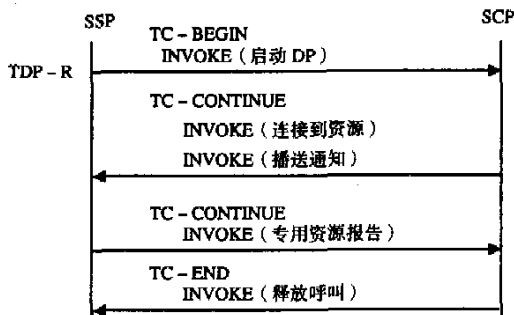 SSP
SCP
TC-BEGIN
INVOKE（启动 DP）
TDP-R
TC-CONTINUE
INVOKE（连接到资源）
INVOKE（播送通知）
TC-CONTINUE
INVOKE（专用资源报告）
TC-END
INVOKE（释放呼叫）